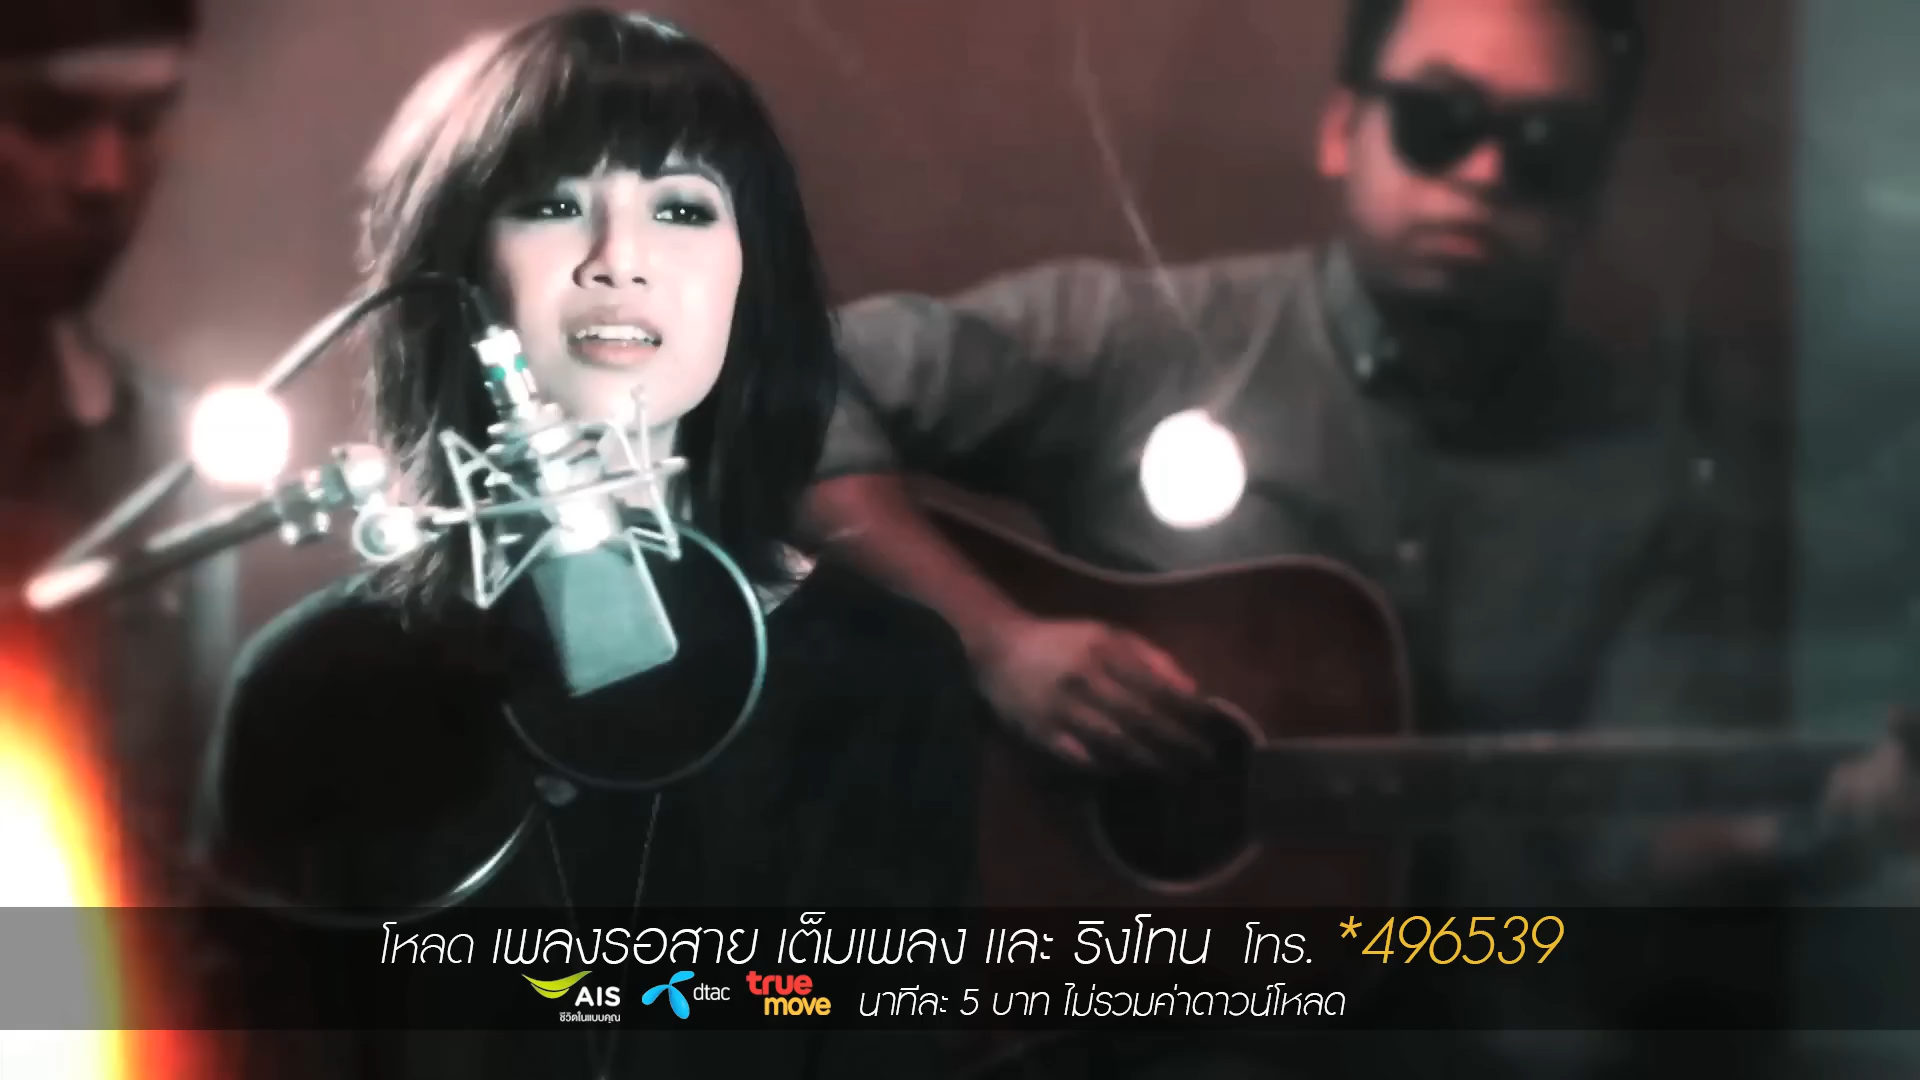 โหลด เพลงรอสาย เต็มเพลง และ ริงโทน โทร. *496539
AIS dtac true move นาทีละ 5 บาท ไม่รวมค่าดาวน์โหลด
ชีวิตในแบบคุณ